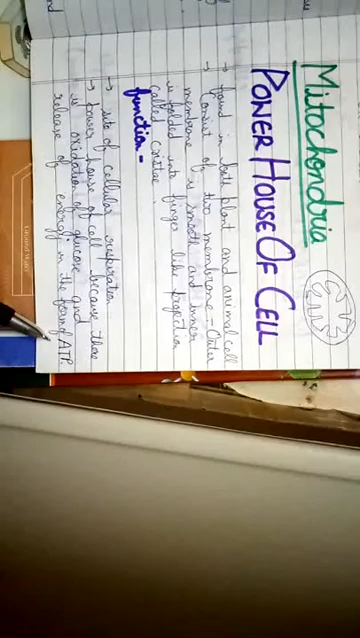 Mitochondria
POWER HOUSE OF CELL
→ found in both plant and animal cell
→ Consist of two membrane - Outer
membrane is smooth and inner
is folded into finger like projection
called cristae
function -
→ site of cellular respiration
→ power house of cell because there
is oxidation of glucose and
release of energy in the form of ATP.